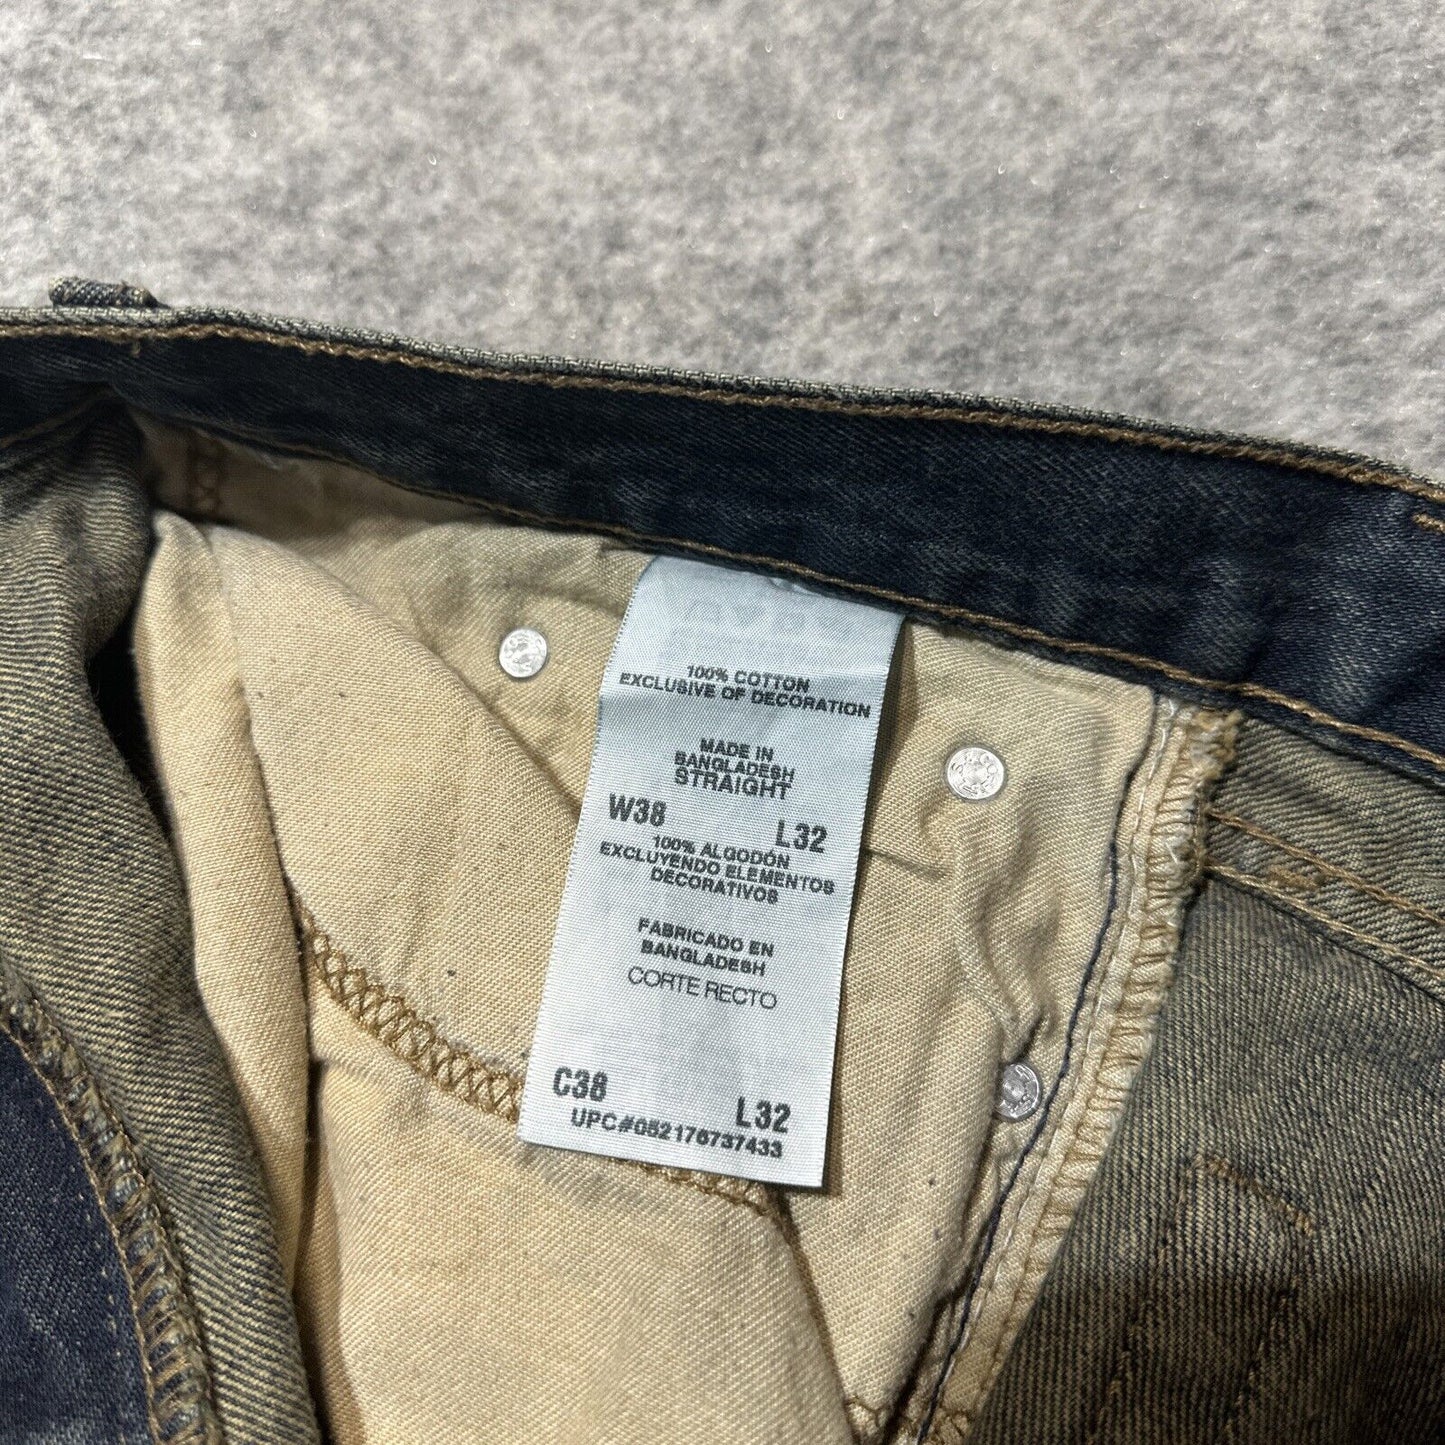 100% COTTON
EXCLUSIVE OF DECORATION
MADE IN
BANGLADESH
STRAIGHT
W38 L32
100% ALGODÓN
EXCLUYENDO ELEMENTOS
DECORATIVOS
FABRICADO EN
BANGLADESH
CORTE RECTO
C38 L32
UPC#052176737433